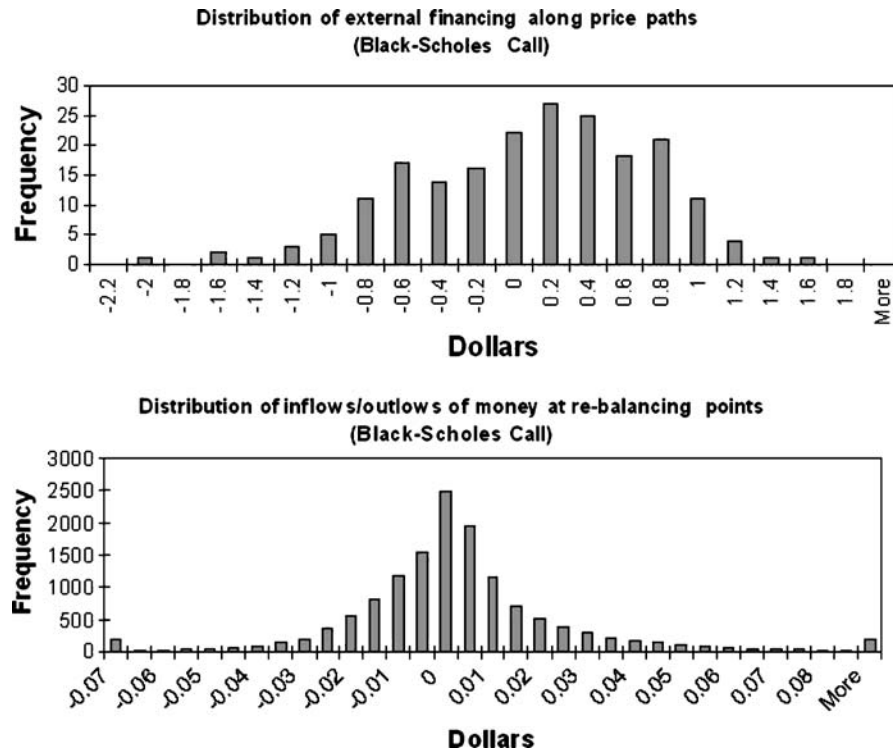 Distribution of external financing along price paths
(Black-Scholes Call)
30
25
20
15
10
5
0
Frequency
-2.2 -2 -1.8 -1.6 -1.4 -1.2 -1 -0.8 -0.6 -0.4 -0.2 0 0.2 0.4 0.6 0.8 1 1.2 1.4 1.6 1.8 More
Dollars
Distribution of inflows/outlows of money at re-balancing points
(Black-Scholes Call)
3000
2500
2000
1500
1000
500
0
Frequency
-0.07 -0.06 -0.05 -0.04 -0.03 -0.02 -0.01 0 0.01 0.02 0.03 0.04 0.05 0.06 0.07 0.08 More
Dollars